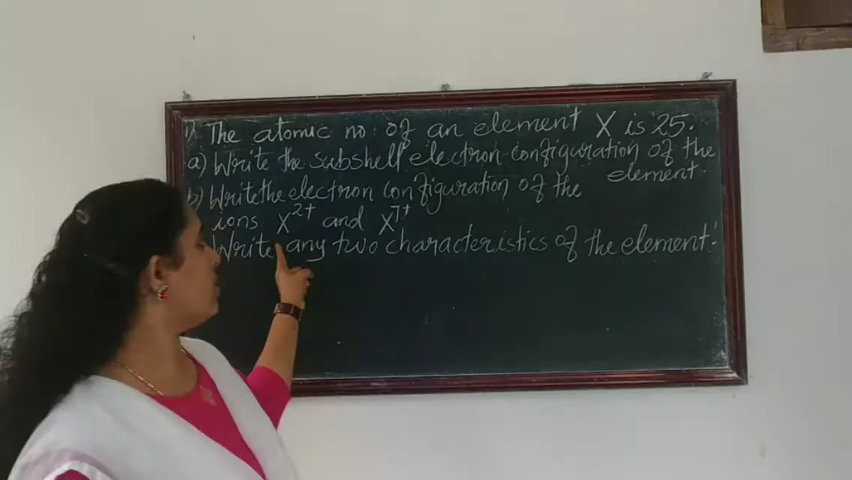 1) The atomic no: of an element X is 25.
a) Write the subshell electron configuration of the element.
b) Write the electron configuration of the
ions X²⁺ and X⁷⁺
Write any two characteristics of the element.